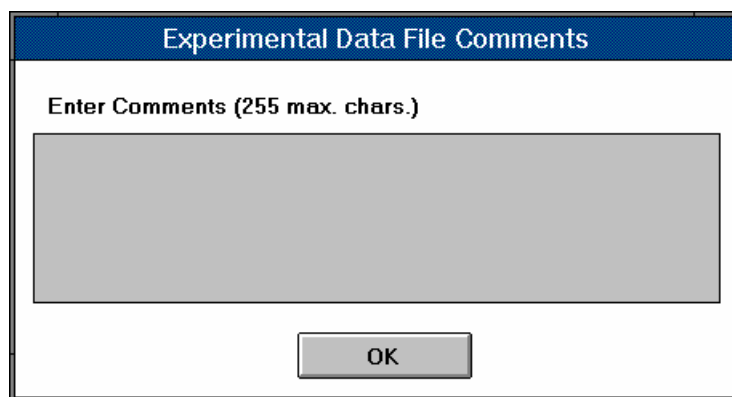 Experimental Data File Comments
Enter Comments (255 max. chars.)
OK